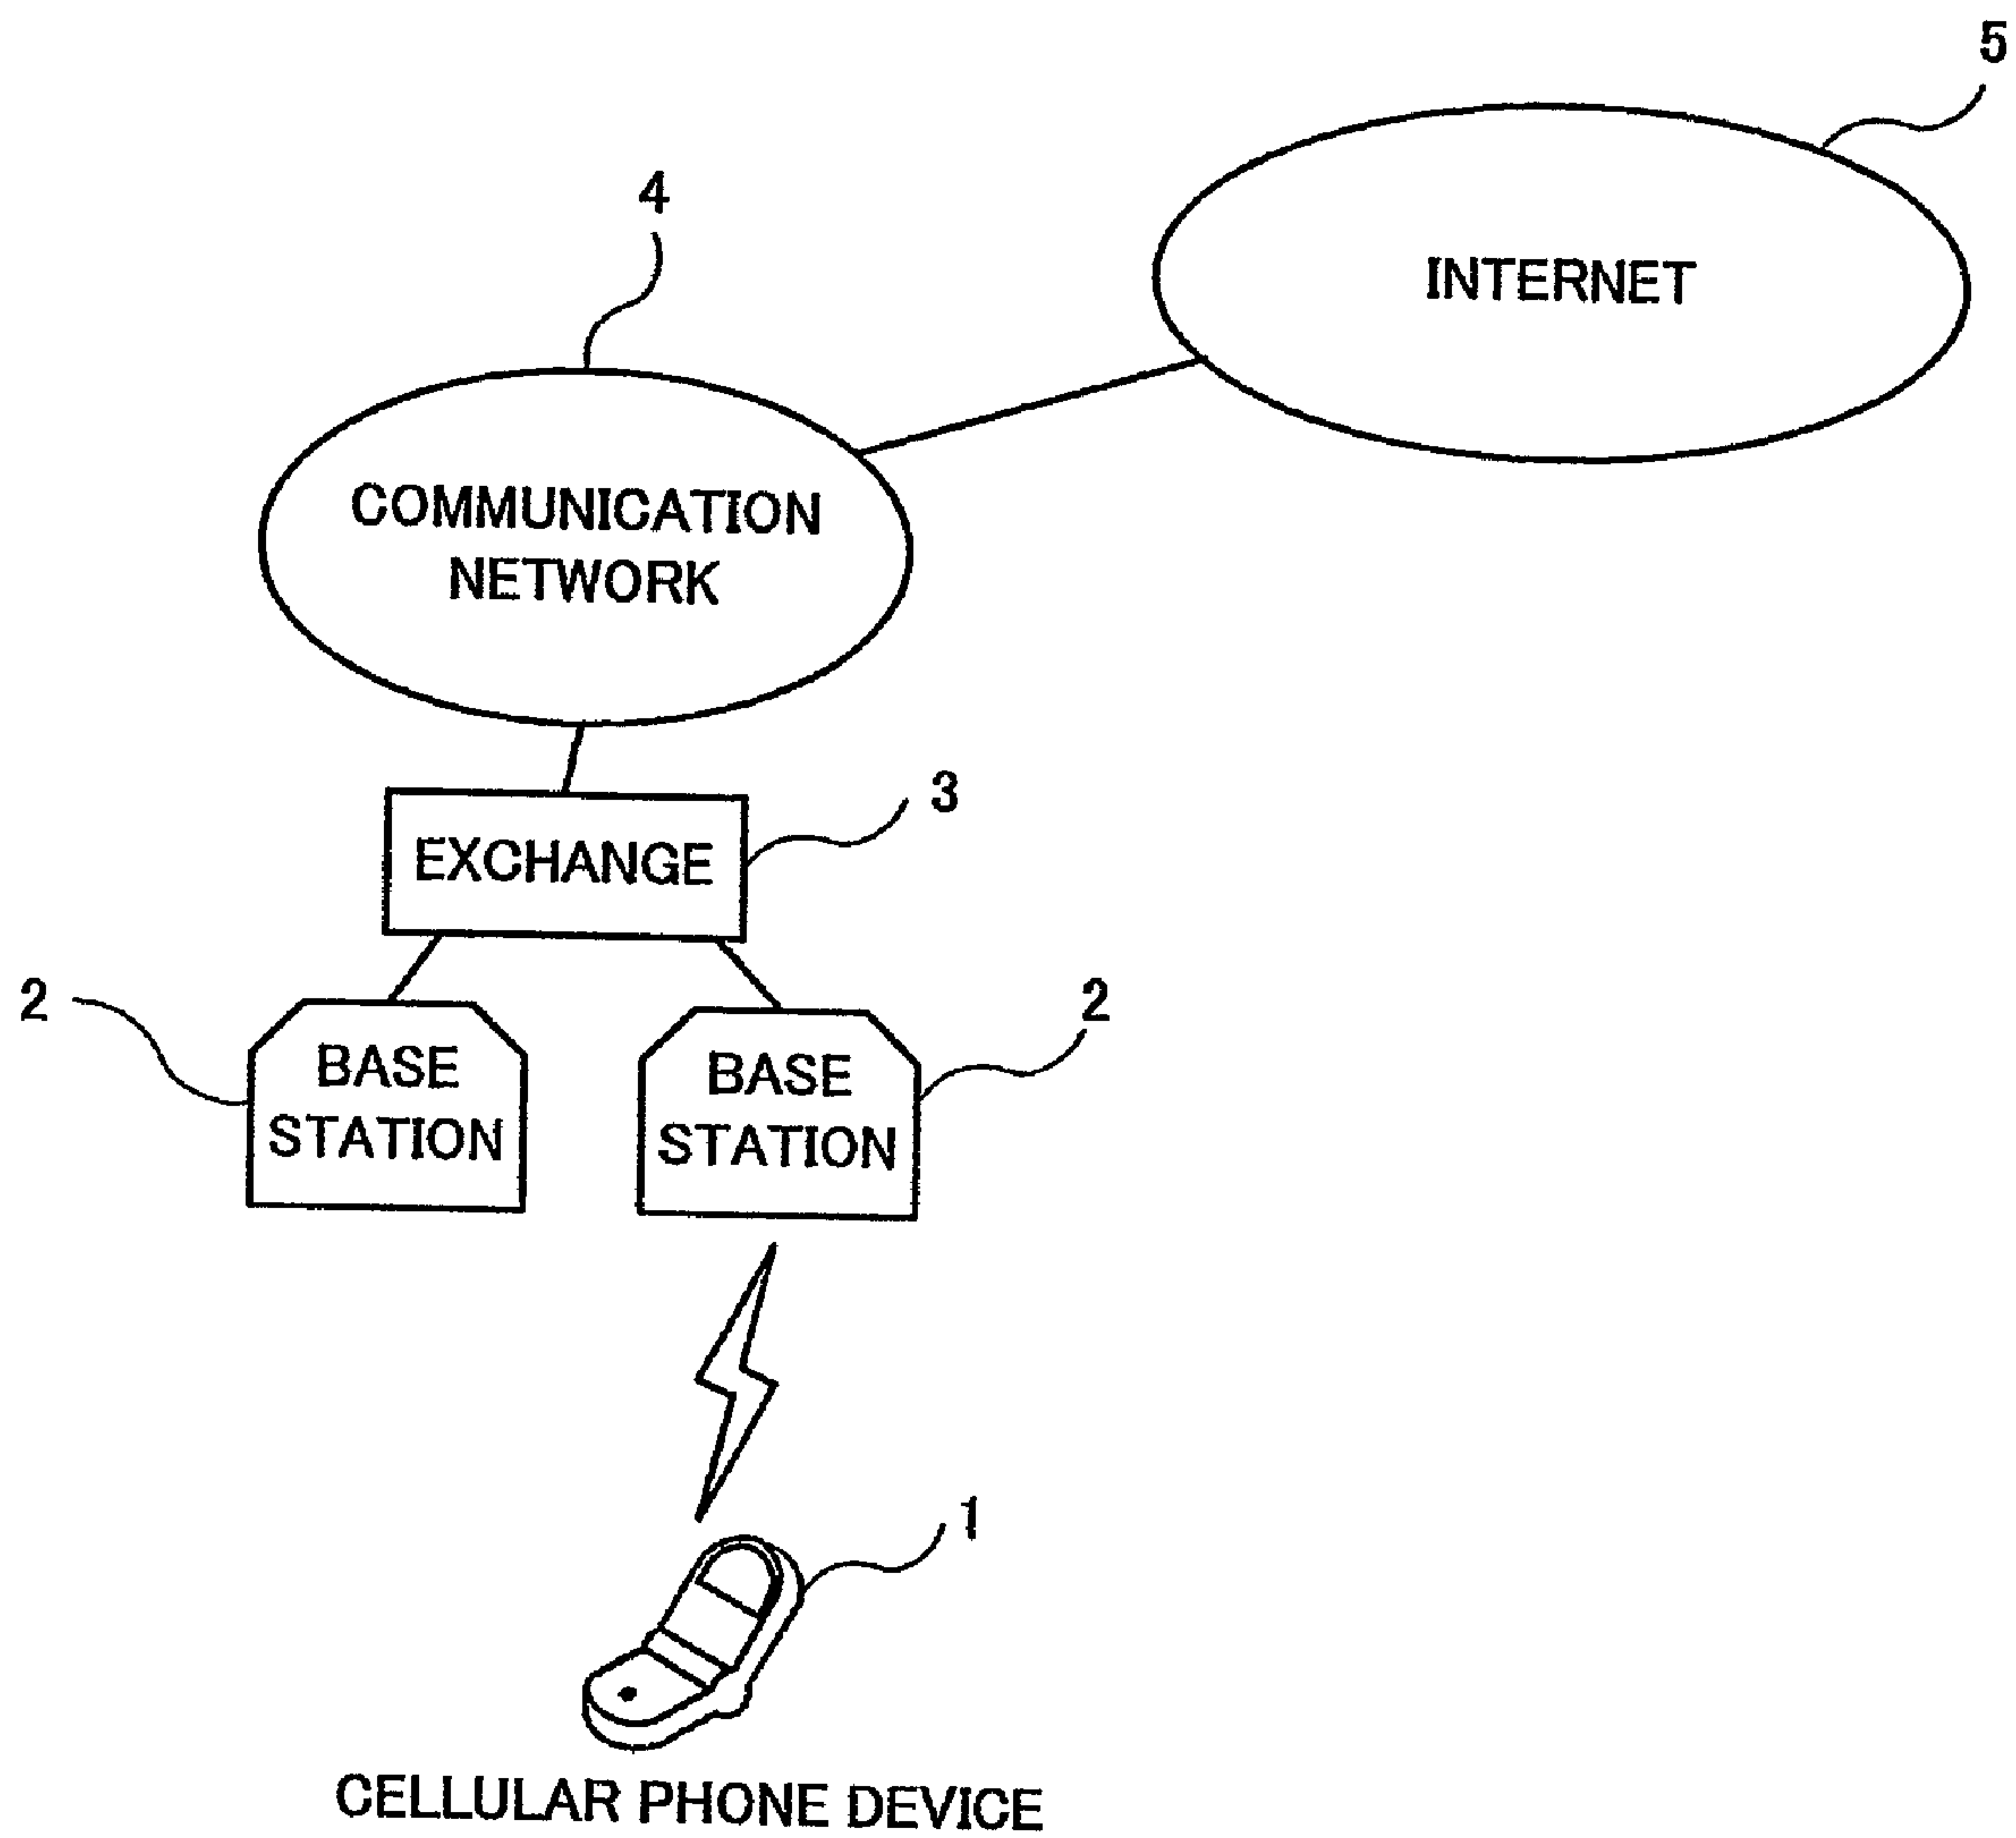 5
4
INTERNET
COMMUNICATION
NETWORK
3
EXCHANGE
2
2
BASE
STATION
BASE
STATION
1
CELLULAR PHONE DEVICE